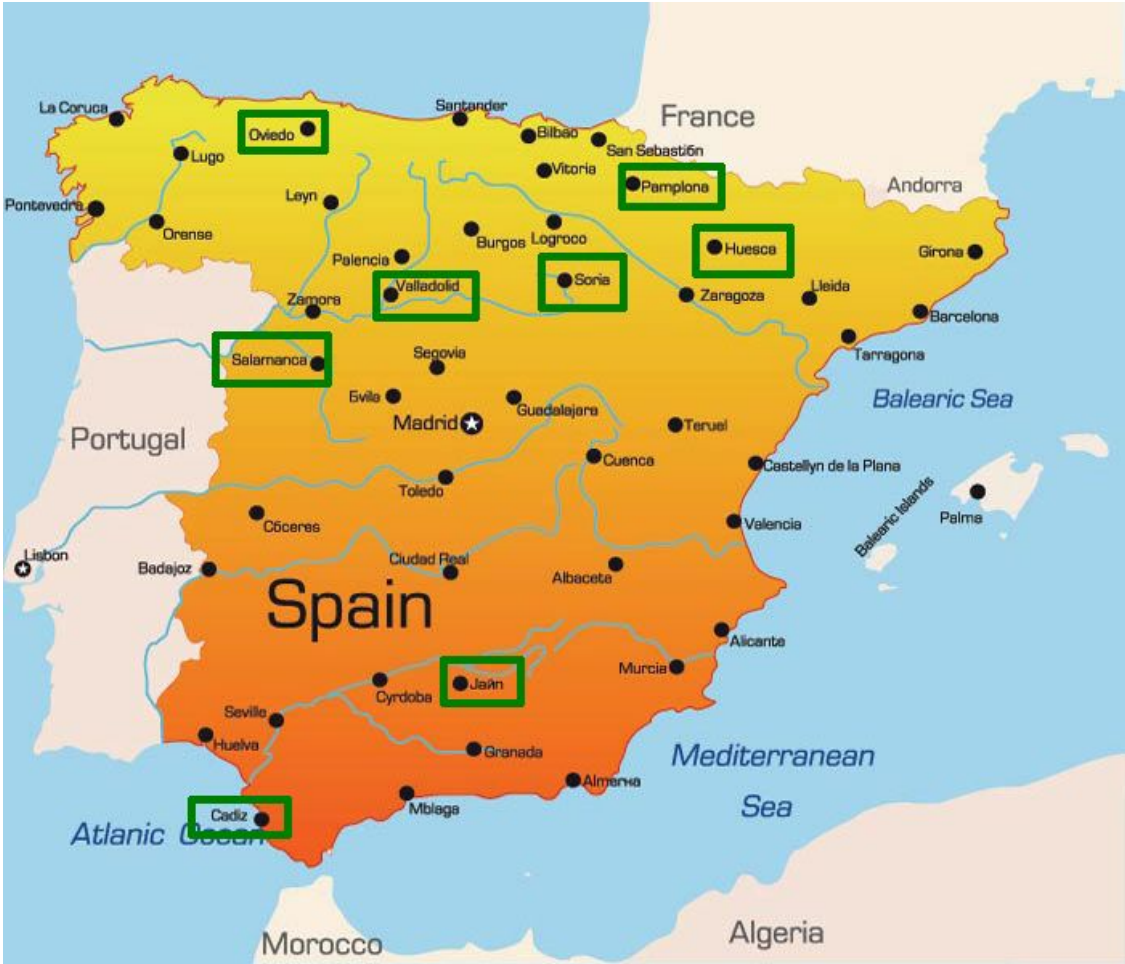 La Coruca
Santander
France
Oviedo
Bilbao
San Sebastiбn
Lugo
Vitoria
Pamplona
Andorra
Leyn
Pontevedra
Orense
Burgos
Logroco
Huesca
Girona
Palencia
Valladolid
Soria
Zamora
Zaragoza
Lleida
Barcelona
Salamanca
Segovia
Tarragona
Бvila
Guadalajara
Balearic Sea
Madrid
Teruel
Portugal
Cuenca
Castellyn de la Plana
Toledo
Balearic Islands
Palma
Cбceres
Valencia
Lisbon
Badajoz
Ciudad Real
Albaceta
Spain
Alicante
Murcia
Jaйn
Cyrdoba
Seville
Huelva
Granada
Mediterranean
Sea
Almerнa
Mбlaga
Cadiz
Atlanic Ocean
Algeria
Morocco